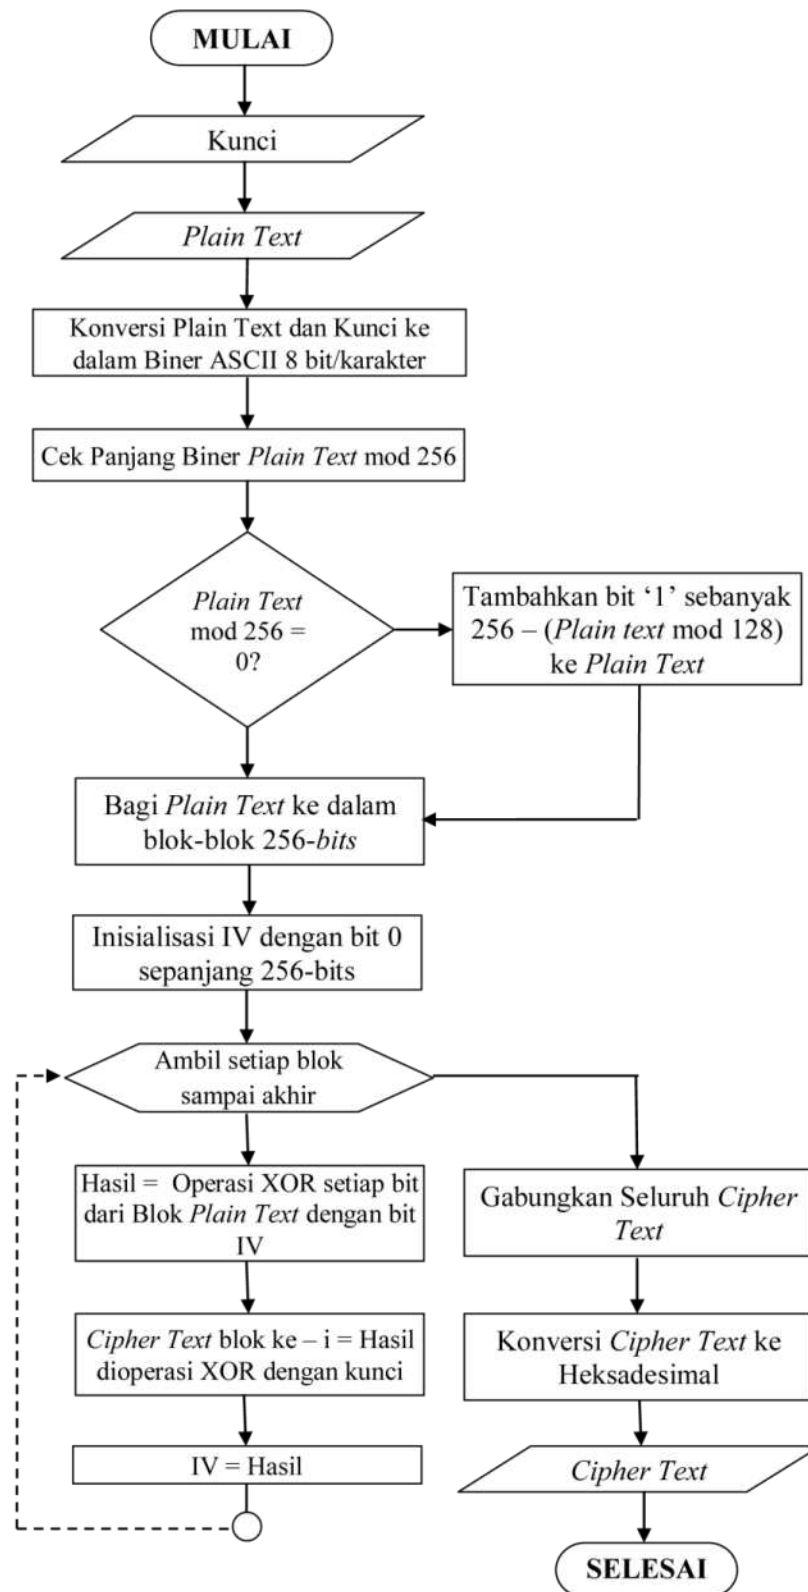 MULAI
Kunci
Plain Text
Konversi Plain Text dan Kunci ke
dalam Biner ASCII 8 bit/karakter
Cek Panjang Biner Plain Text mod 256
Plain Text
mod 256 =
0?
Tambahkan bit ‘1’ sebanyak
256 – (Plain text mod 128)
ke Plain Text
Bagi Plain Text ke dalam
blok-blok 256-bits
Inisialisasi IV dengan bit 0
sepanjang 256-bits
Ambil setiap blok
sampai akhir
Hasil = Operasi XOR setiap bit
dari Blok Plain Text dengan bit
IV
Cipher Text blok ke – i = Hasil
dioperasi XOR dengan kunci
IV = Hasil
Gabungkan Seluruh Cipher
Text
Konversi Cipher Text ke
Heksadesimal
Cipher Text
SELESAI